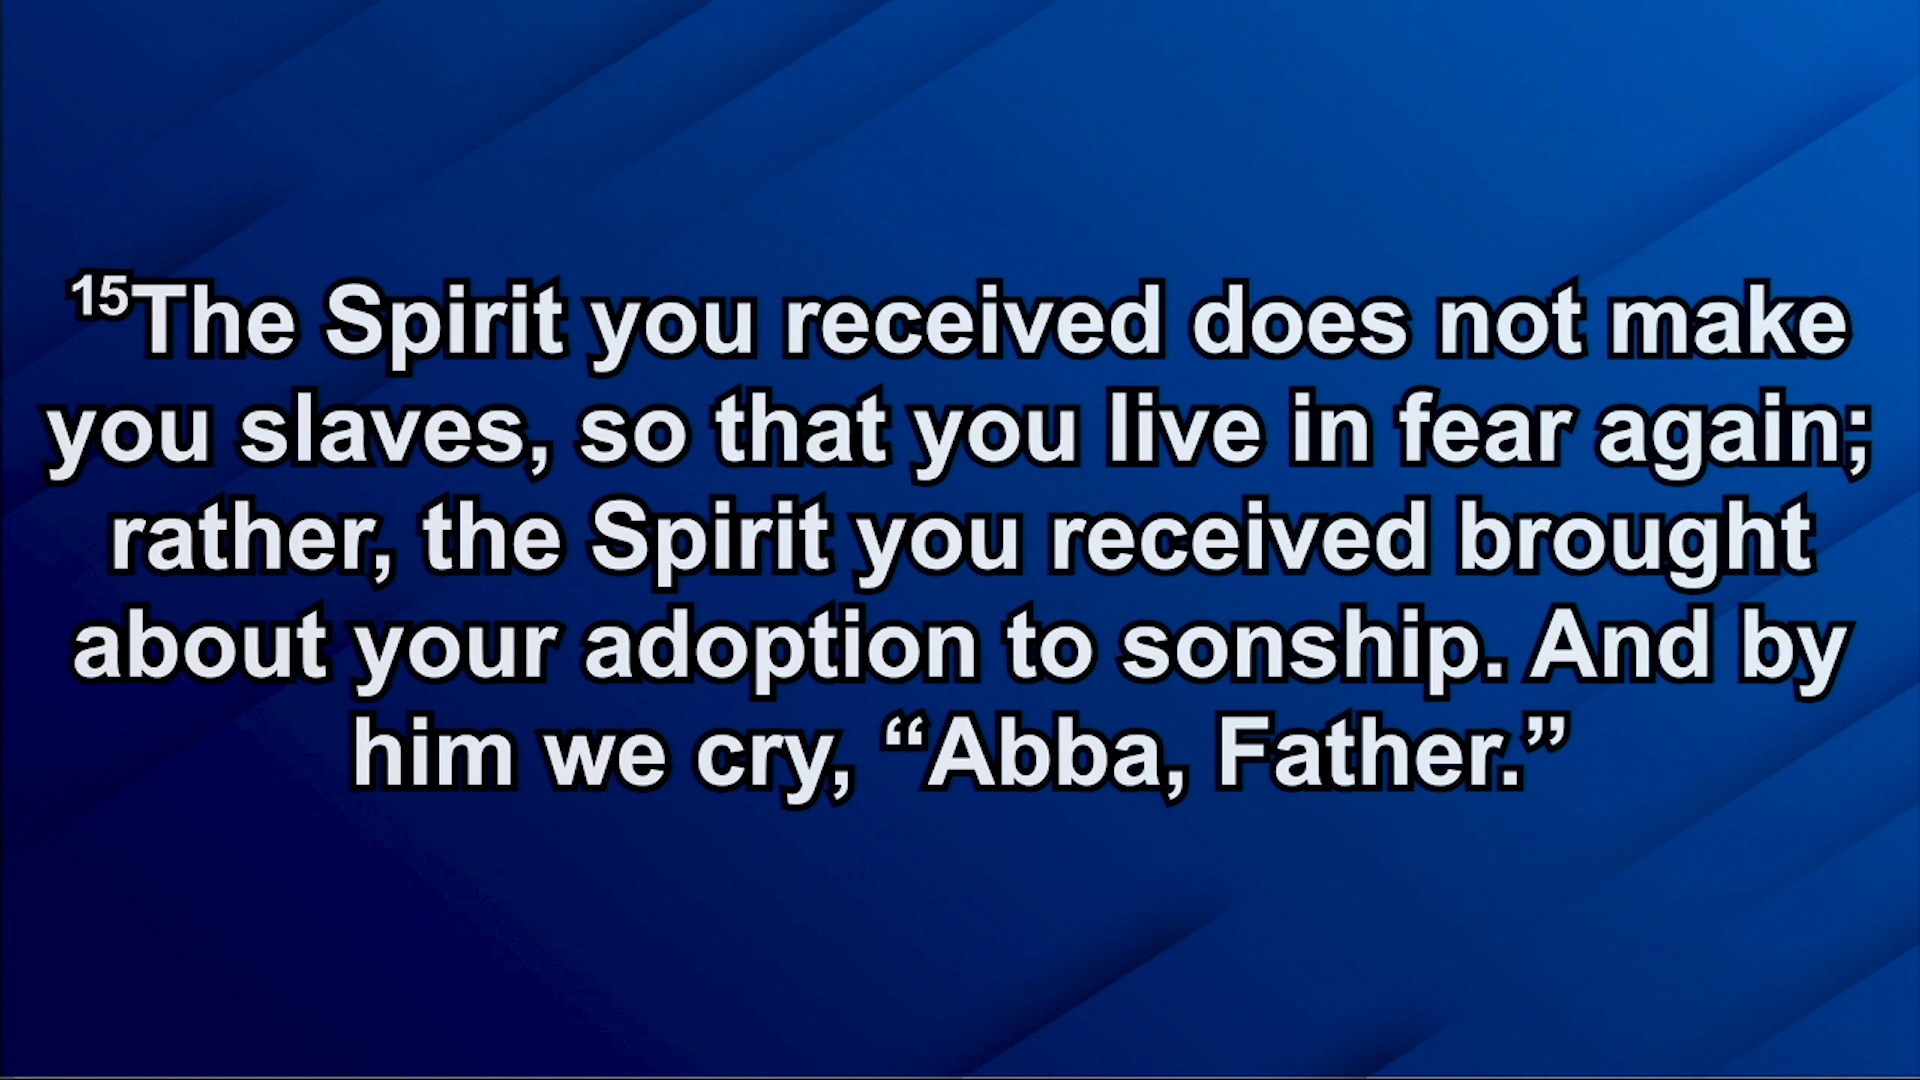 ¹⁵The Spirit you received does not make
you slaves, so that you live in fear again;
rather, the Spirit you received brought
about your adoption to sonship. And by
him we cry, “Abba, Father.”